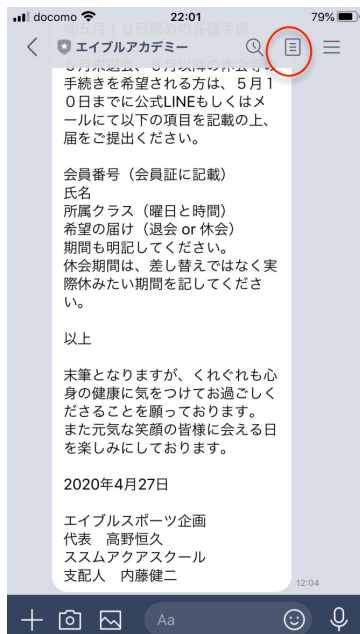 docomo 22:01 79%
③５月１０日締めの各種手続
エイブルアカデミー
５月末退会、６月以降の休会等の
手続きを希望される方は、５月１
０日までに公式LINEもしくはメ
ールにて以下の項目を記載の上、
届をご提出ください。
会員番号（会員証に記載）
氏名
所属クラス（曜日と時間）
希望の届け（退会 or 休会）
期間も明記してください。
休会期間は、差し替えではなく実
際休みたい期間を記してくださ
い。
以上
末筆となりますが、くれぐれも心
身の健康に気をつけてお過ごしく
ださることを願っております。
また元気な笑顔の皆様に会える日
を楽しみにしております。
2020年4月27日
エイブルスポーツ企画
代表　高野恒久
ススムアクアスクール
支配人　内藤健二
12:04
Aa